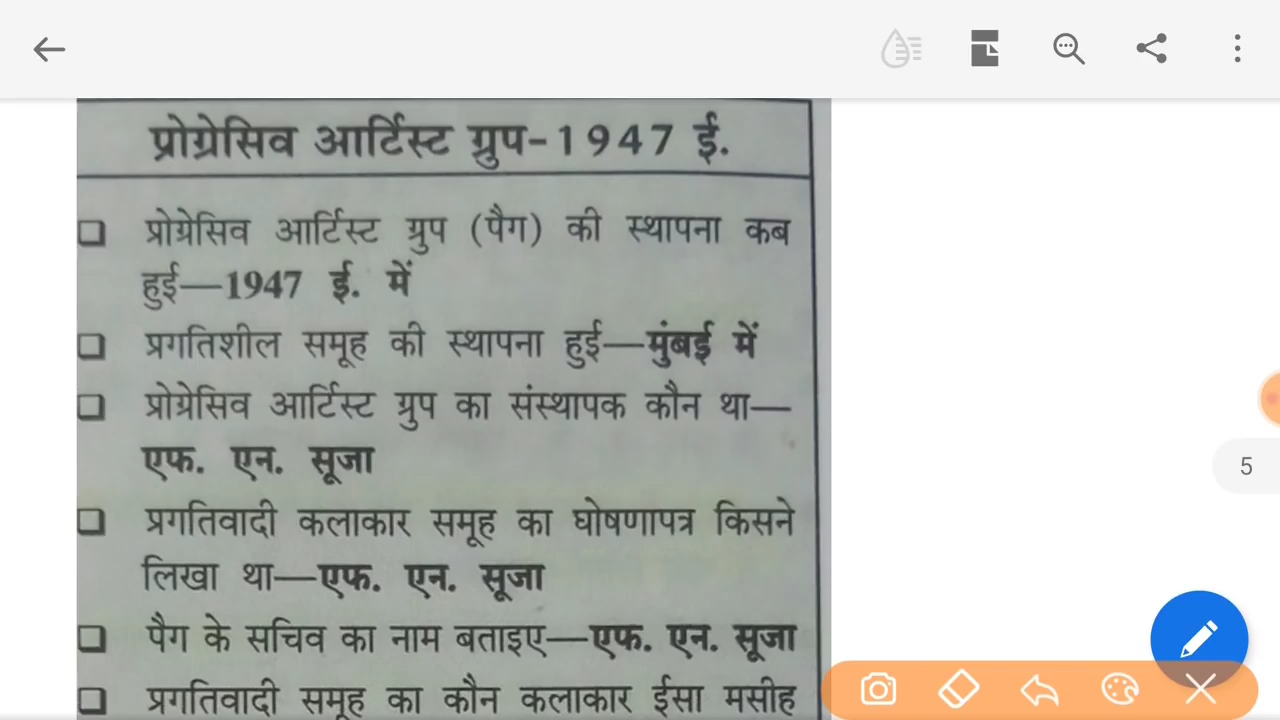 प्रोग्रेसिव आर्टिस्ट ग्रुप-1947 ई.
❑ प्रोग्रेसिव आर्टिस्ट ग्रुप (पैग) की स्थापना कब
हुई—1947 ई. में
❑ प्रगतिशील समूह की स्थापना हुई—मुंबई में
❑ प्रोग्रेसिव आर्टिस्ट ग्रुप का संस्थापक कौन था—
एफ. एन. सूजा
❑ प्रगतिवादी कलाकार समूह का घोषणापत्र किसने
लिखा था—एफ. एन. सूजा
5
❑ पैग के सचिव का नाम बताइए—एफ. एन. सूजा
❑ प्रगतिवादी समूह का कौन कलाकार ईसा मसीह